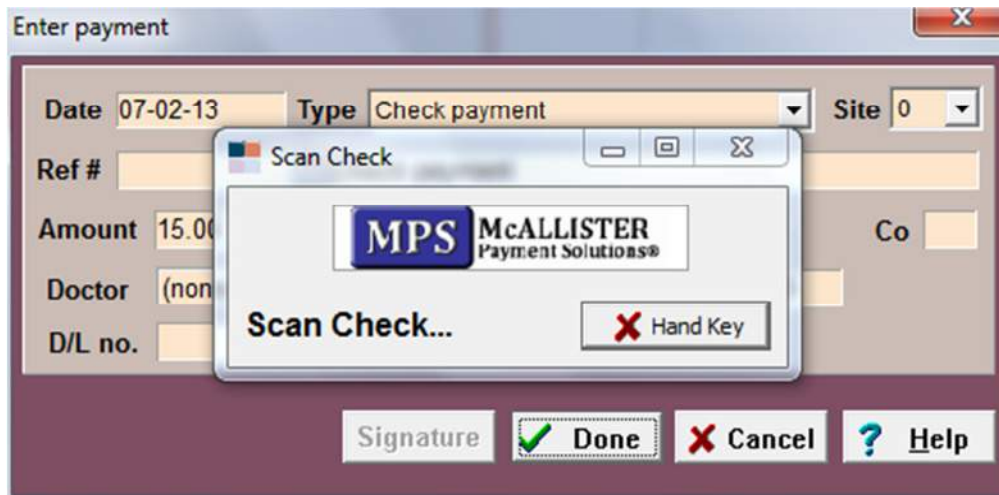 Enter payment
Date 07-02-13 Type Check payment Site 0
Scan Check
Ref #
MPS McALLISTER
Payment Solutions®
Amount 15.00 Co
Doctor (non
Scan Check... Hand Key
D/L no.
Signature Done Cancel ? Help